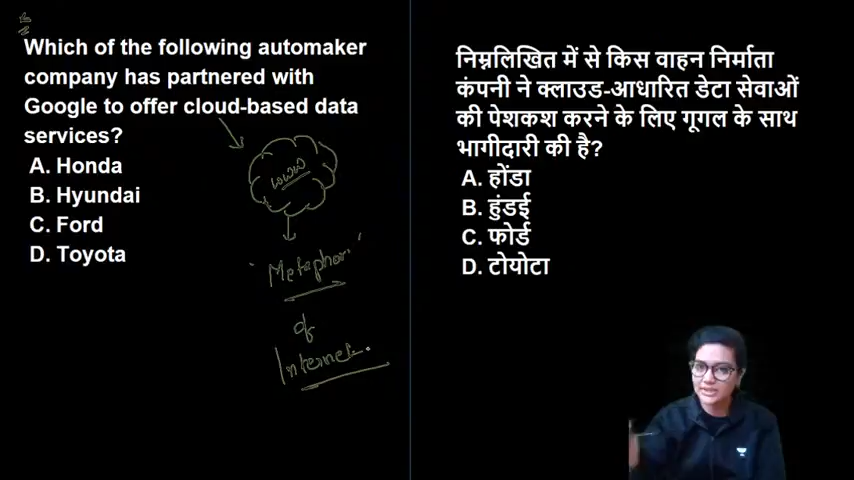 Which of the following automaker
company has partnered with
Google to offer cloud-based data
services?
A. Honda
B. Hyundai
C. Ford
D. Toyota
www
"Metaphor"
of
Internet.
निम्नलिखित में से किस वाहन निर्माता
कंपनी ने क्लाउड-आधारित डेटा सेवाओं
की पेशकश करने के लिए गूगल के साथ
भागीदारी की है?
A. होंडा
B. हुंडई
C. फोर्ड
D. टोयोटा